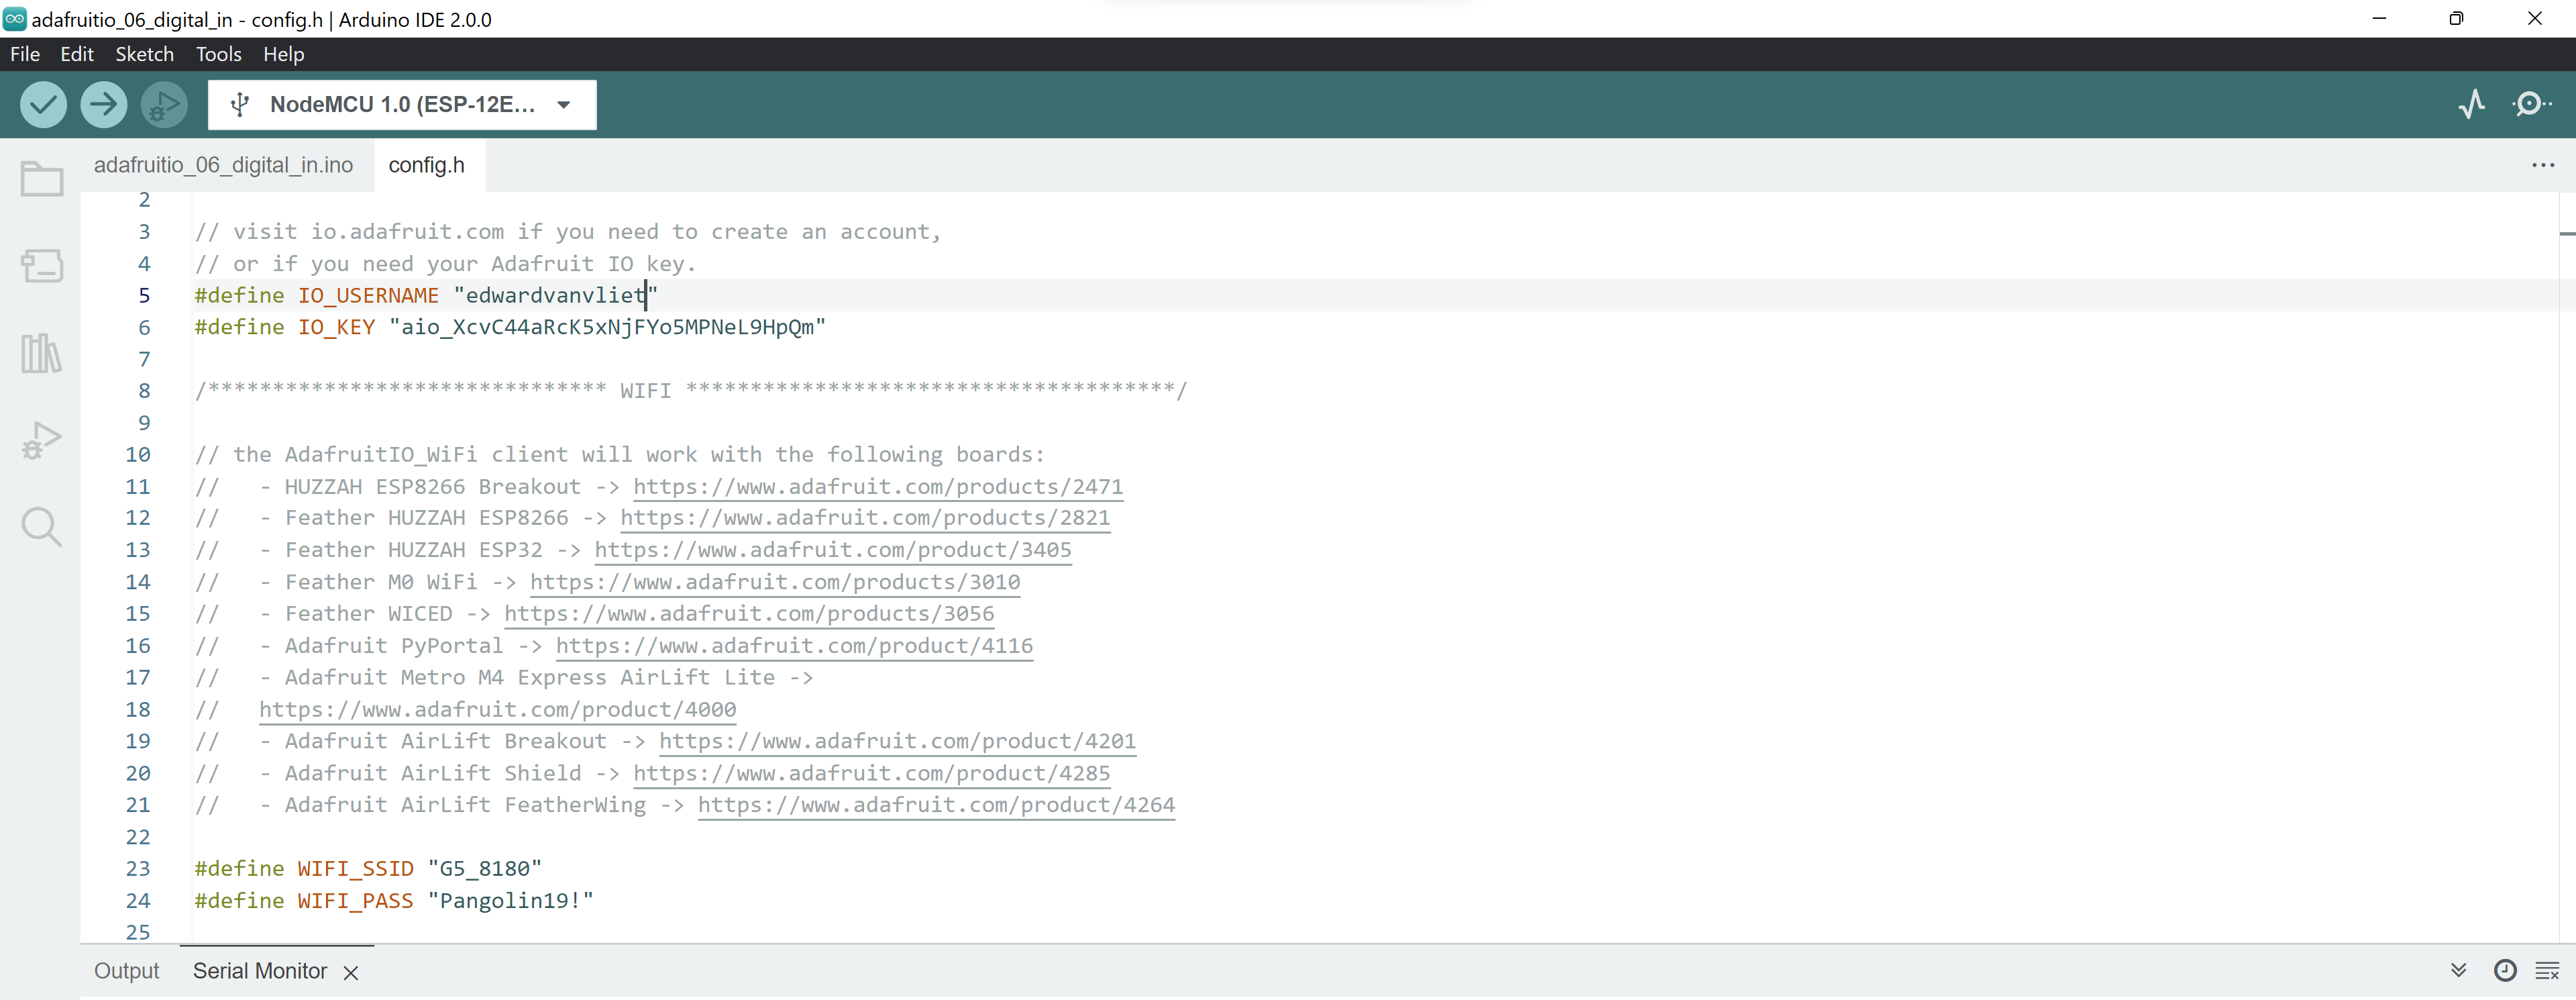 adafruitio_06_digital_in - config.h | Arduino IDE 2.0.0
File Edit Sketch Tools Help
NodeMCU 1.0 (ESP-12E...
adafruitio_06_digital_in.ino config.h
2
3 // visit io.adafruit.com if you need to create an account,
4 // or if you need your Adafruit IO key.
5 #define IO_USERNAME "edwardvanvliet"
6 #define IO_KEY "aio_XcvC44aRcK5xNjFYo5MPNeL9HpQm"
7
8 /******************************* WIFI **************************************/
9
10 // the AdafruitIO_WiFi client will work with the following boards:
11 //   - HUZZAH ESP8266 Breakout -> https://www.adafruit.com/products/2471
12 //   - Feather HUZZAH ESP8266 -> https://www.adafruit.com/products/2821
13 //   - Feather HUZZAH ESP32 -> https://www.adafruit.com/product/3405
14 //   - Feather M0 WiFi -> https://www.adafruit.com/products/3010
15 //   - Feather WICED -> https://www.adafruit.com/products/3056
16 //   - Adafruit PyPortal -> https://www.adafruit.com/product/4116
17 //   - Adafruit Metro M4 Express AirLift Lite ->
18 //   https://www.adafruit.com/product/4000
19 //   - Adafruit AirLift Breakout -> https://www.adafruit.com/product/4201
20 //   - Adafruit AirLift Shield -> https://www.adafruit.com/product/4285
21 //   - Adafruit AirLift FeatherWing -> https://www.adafruit.com/product/4264
22
23 #define WIFI_SSID "G5_8180"
24 #define WIFI_PASS "Pangolin19!"
25
Output Serial Monitor